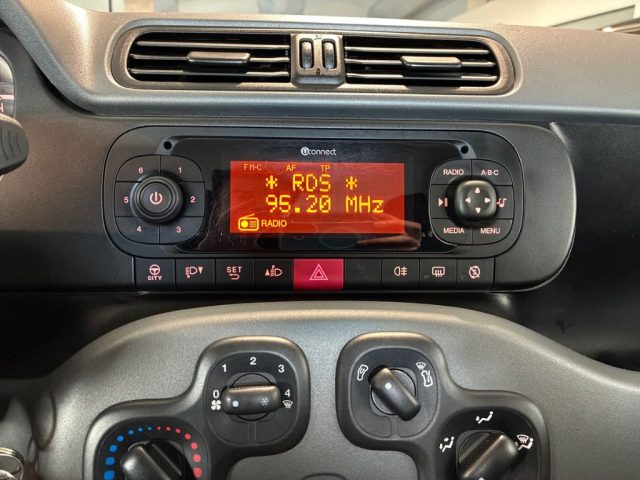 uconnect
FM-C AF TP
* RDS *
95.20 MHz
RADIO
6 1
5 2
4 3
RADIO A·B·C
MEDIA MENU
CITY SET
0 1 2 3 4